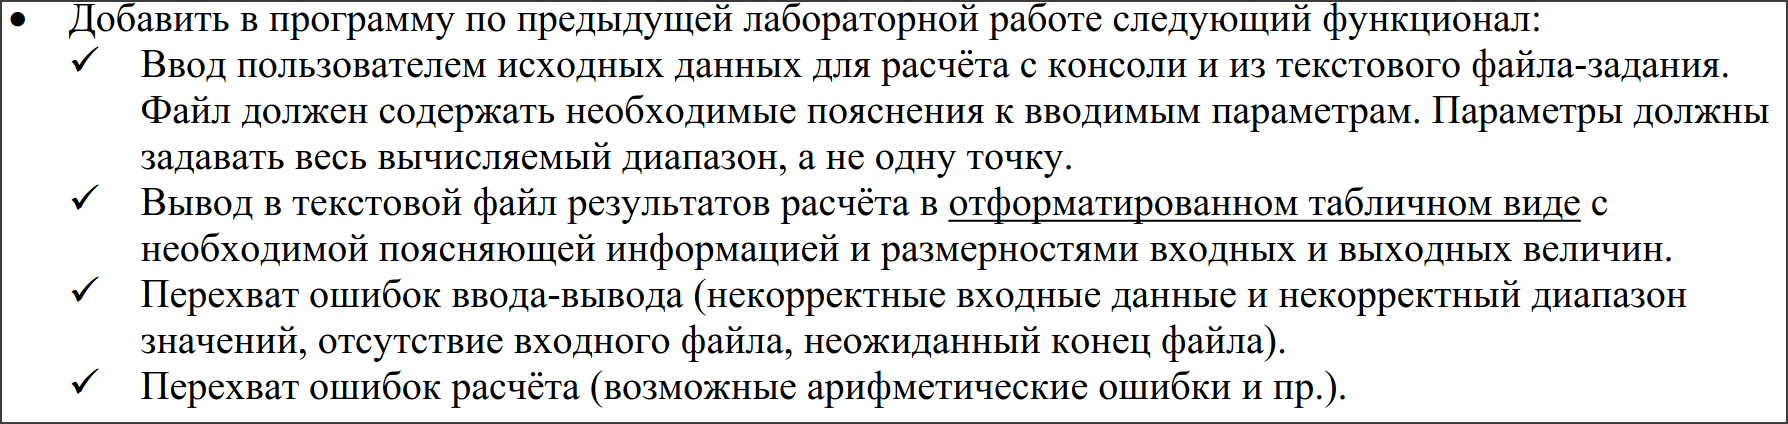 • Добавить в программу по предыдущей лабораторной работе следующий функционал:
✓ Ввод пользователем исходных данных для расчёта с консоли и из текстового файла-задания.
Файл должен содержать необходимые пояснения к вводимым параметрам. Параметры должны
задавать весь вычисляемый диапазон, а не одну точку.
✓ Вывод в текстовой файл результатов расчёта в отформатированном табличном виде с
необходимой поясняющей информацией и размерностями входных и выходных величин.
✓ Перехват ошибок ввода-вывода (некорректные входные данные и некорректный диапазон
значений, отсутствие входного файла, неожиданный конец файла).
✓ Перехват ошибок расчёта (возможные арифметические ошибки и пр.).